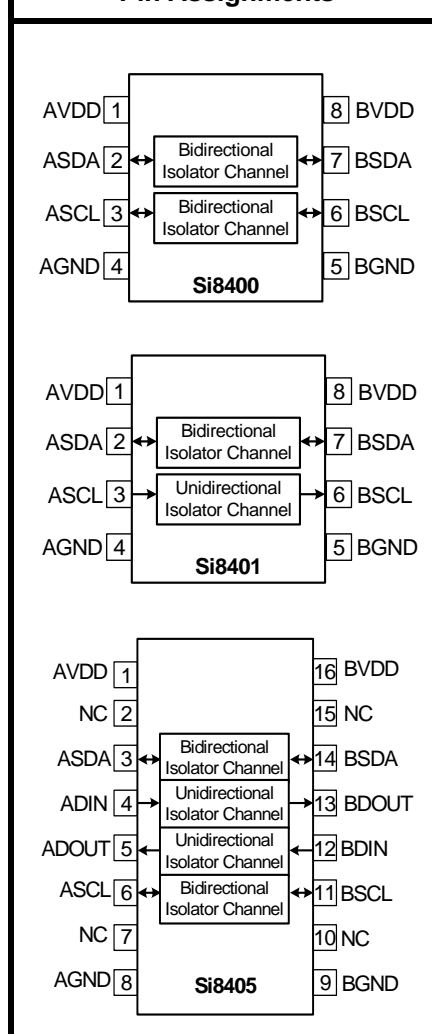 Pin Assignments
AVDD 1 8 BVDD
ASDA 2 Bidirectional Isolator Channel 7 BSDA
ASCL 3 Bidirectional Isolator Channel 6 BSCL
AGND 4 5 BGND
Si8400
AVDD 1 8 BVDD
ASDA 2 Bidirectional Isolator Channel 7 BSDA
ASCL 3 Unidirectional Isolator Channel 6 BSCL
AGND 4 5 BGND
Si8401
AVDD 1 16 BVDD
NC 2 15 NC
ASDA 3 Bidirectional Isolator Channel 14 BSDA
ADIN 4 Unidirectional Isolator Channel 13 BDOUT
ADOUT 5 Unidirectional Isolator Channel 12 BDIN
ASCL 6 Bidirectional Isolator Channel 11 BSCL
NC 7 10 NC
AGND 8 9 BGND
Si8405